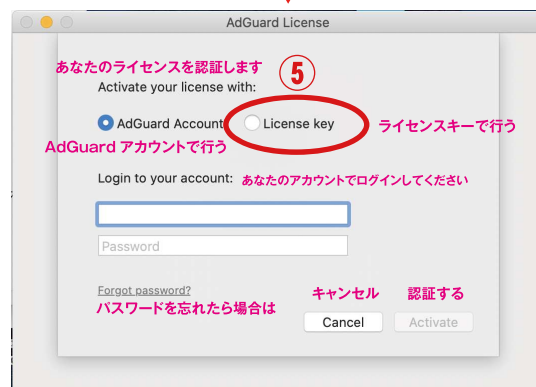 AdGuard License
あなたのライセンスを認証します
⑤
Activate your license with:
AdGuard Account
License key
ライセンスキーで行う
AdGuard アカウントで行う
Login to your account:
あなたのアカウントでログインしてください
Password
Forgot password?
パスワードを忘れたら場合は
キャンセル
認証する
Cancel
Activate